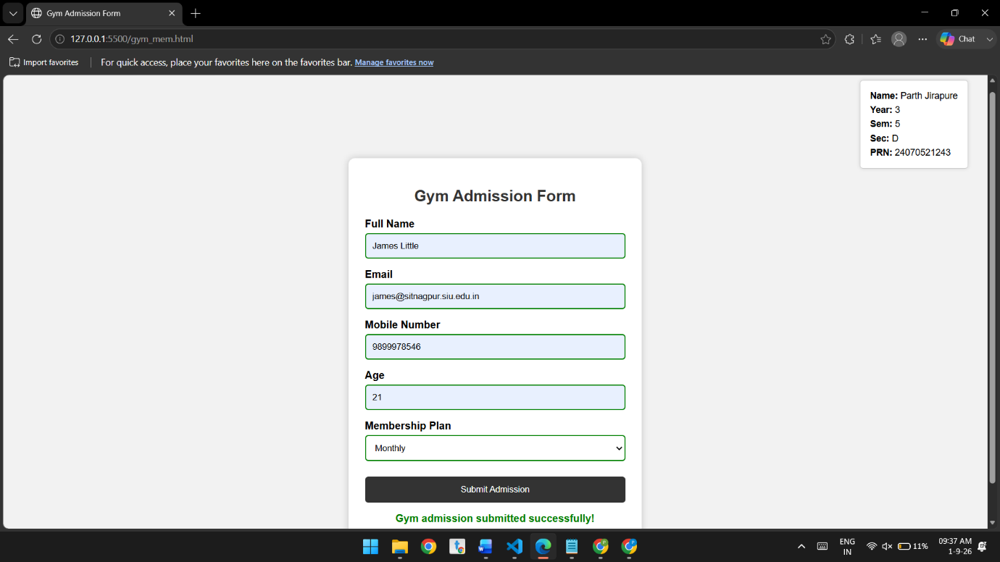 Gym Admission Form
127.0.0.1:5500/gym_mem.html
Chat
Import favorites
For quick access, place your favorites here on the favorites bar. Manage favorites now
Name: Parth Jirapure
Year: 3
Sem: 5
Sec: D
PRN: 24070521243
Gym Admission Form
Full Name
James Little
Email
james@sitnagpur.siu.edu.in
Mobile Number
9899978546
Age
21
Membership Plan
Monthly
Submit Admission
Gym admission submitted successfully!
ENG
IN
11%
09:37 AM
1-9-26